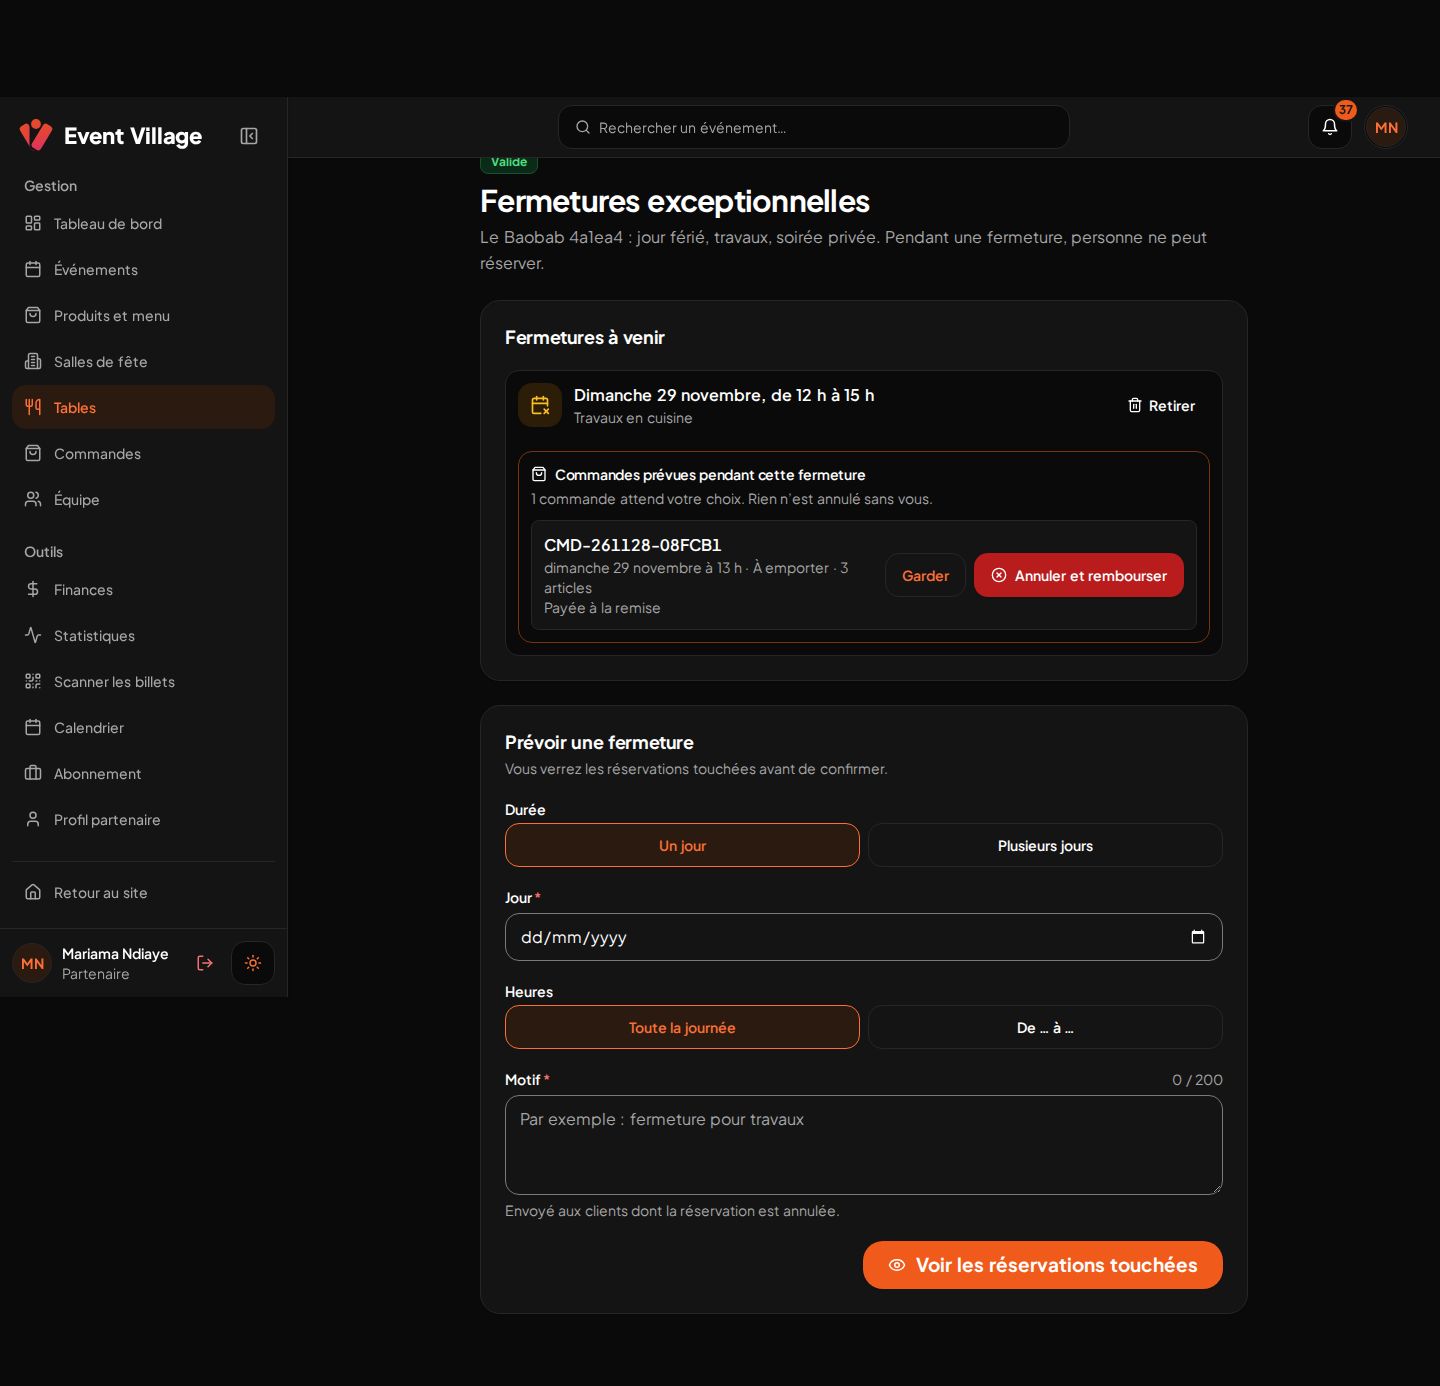 Event Village
Rechercher un événement...
37
MN
Gestion
Tableau de bord
Événements
Produits et menu
Salles de fête
Tables
Commandes
Équipe
Outils
Finances
Statistiques
Scanner les billets
Calendrier
Abonnement
Profil partenaire
Retour au site
MN
Mariama Ndiaye
Partenaire
Validé
Fermetures exceptionnelles
Le Baobab 4a1ea4 : jour férié, travaux, soirée privée. Pendant une fermeture, personne ne peut
réserver.
Fermetures à venir
Dimanche 29 novembre, de 12 h à 15 h
Travaux en cuisine
Retirer
Commandes prévues pendant cette fermeture
1 commande attend votre choix. Rien n'est annulé sans vous.
CMD-261128-08FCB1
dimanche 29 novembre à 13 h · À emporter · 3
articles
Payée à la remise
Garder
Annuler et rembourser
Prévoir une fermeture
Vous verrez les réservations touchées avant de confirmer.
Durée
Un jour
Plusieurs jours
Jour *
dd/mm/yyyy
Heures
Toute la journée
De ... à ...
Motif *
0 / 200
Par exemple : fermeture pour travaux
Envoyé aux clients dont la réservation est annulée.
Voir les réservations touchées